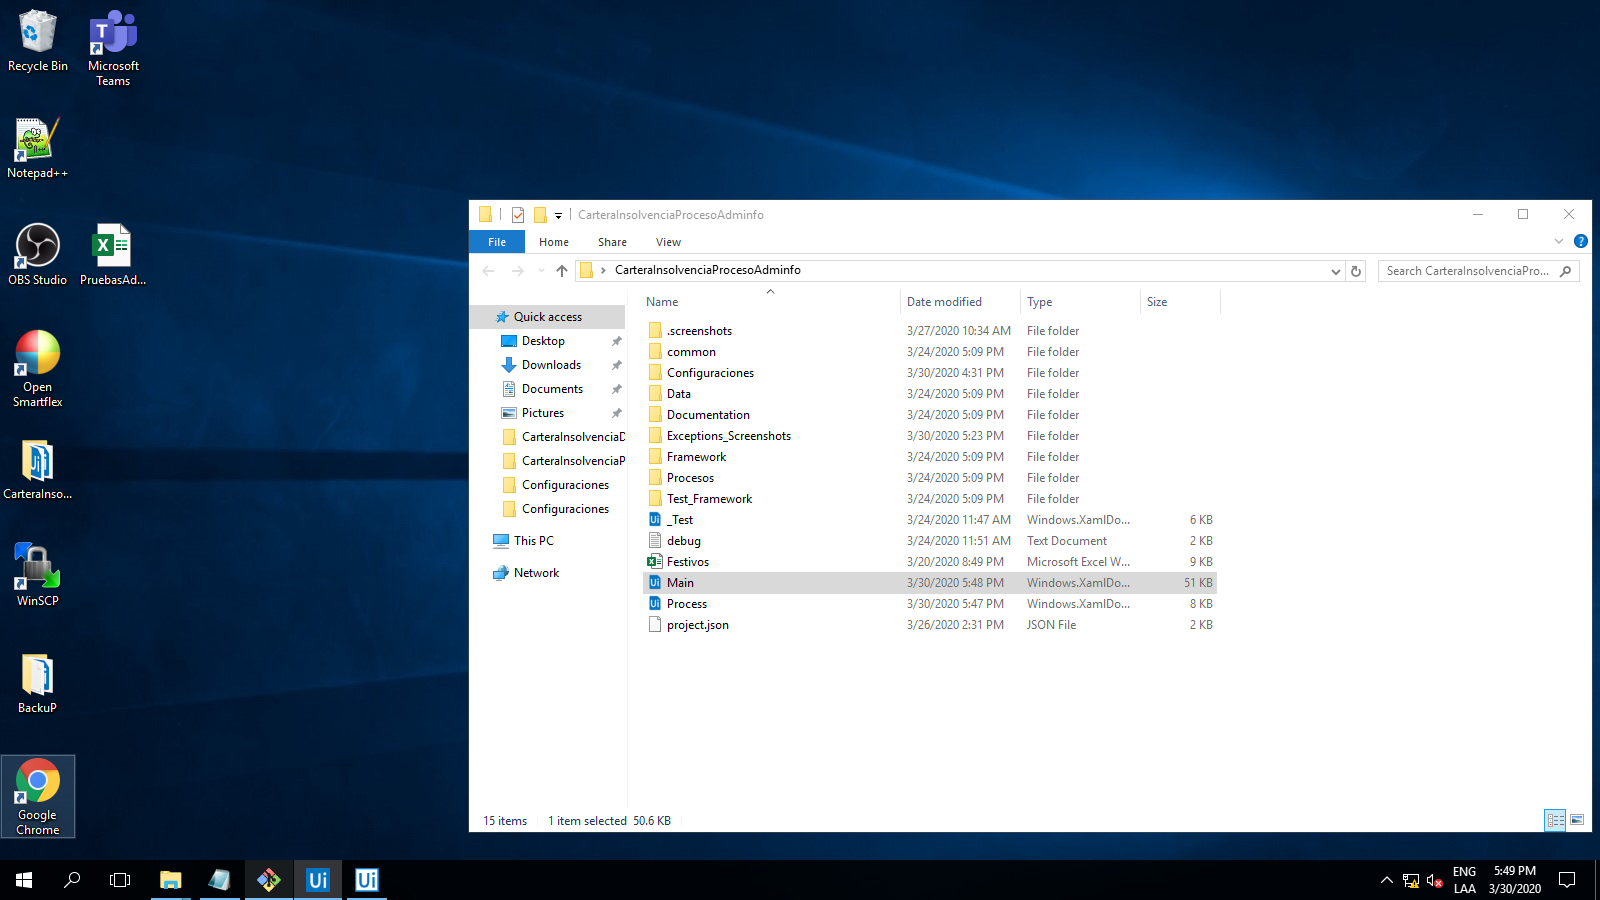 Recycle Bin
Microsoft
Teams
Notepad++
OBS Studio
PruebasAd...
Open
Smartflex
CarteraInso...
WinSCP
BackuP
Google
Chrome
CarteraInsolvenciaProcesoAdminfo
File
Home
Share
View
CarteraInsolvenciaProcesoAdminfo
Search CarteraInsolvenciaPro...
Quick access
Desktop
Downloads
Documents
Pictures
CarteraInsolvenciaD
CarteraInsolvenciaP
Configuraciones
Configuraciones
This PC
Network
Name Date modified Type Size
.screenshots 3/27/2020 10:34 AM File folder
common 3/24/2020 5:09 PM File folder
Configuraciones 3/30/2020 4:31 PM File folder
Data 3/24/2020 5:09 PM File folder
Documentation 3/24/2020 5:09 PM File folder
Exceptions_Screenshots 3/30/2020 5:23 PM File folder
Framework 3/24/2020 5:09 PM File folder
Procesos 3/24/2020 5:09 PM File folder
Test_Framework 3/24/2020 5:09 PM File folder
_Test 3/24/2020 11:47 AM Windows.XamlDo... 6 KB
debug 3/24/2020 11:51 AM Text Document 2 KB
Festivos 3/20/2020 8:49 PM Microsoft Excel W... 9 KB
Main 3/30/2020 5:48 PM Windows.XamlDo... 51 KB
Process 3/30/2020 5:47 PM Windows.XamlDo... 8 KB
project.json 3/26/2020 2:31 PM JSON File 2 KB
15 items 1 item selected 50.6 KB
Ui
Ui
ENG
LAA
5:49 PM
3/30/2020